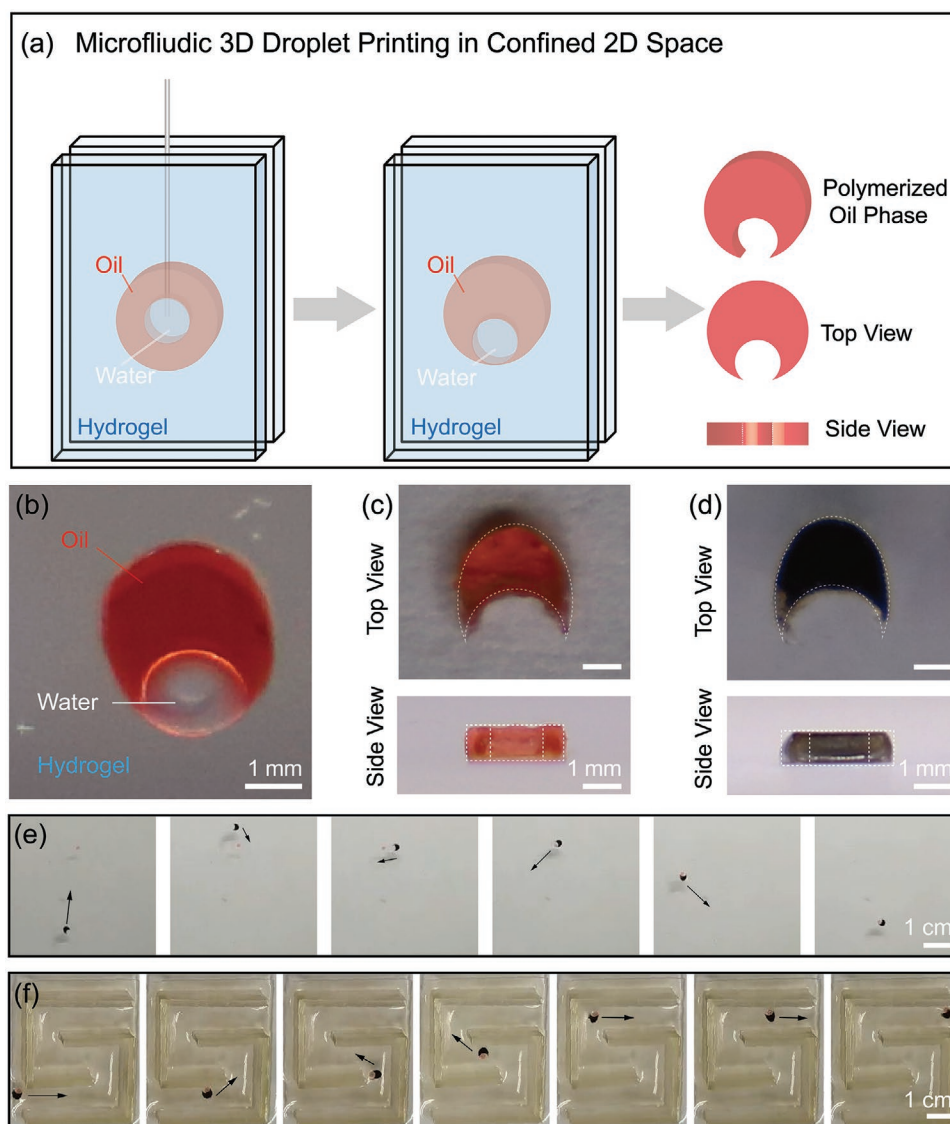 (a) Microfliudic 3D Droplet Printing in Confined 2D Space
Oil
Water
Hydrogel
Oil
Water
Hydrogel
Polymerized
Oil Phase
Top View
Side View
(b)
Oil
Water
Hydrogel
1 mm
(c)
Top View
Side View
1 mm
(d)
Top View
Side View
1 mm
(e)
1 cm
(f)
1 cm